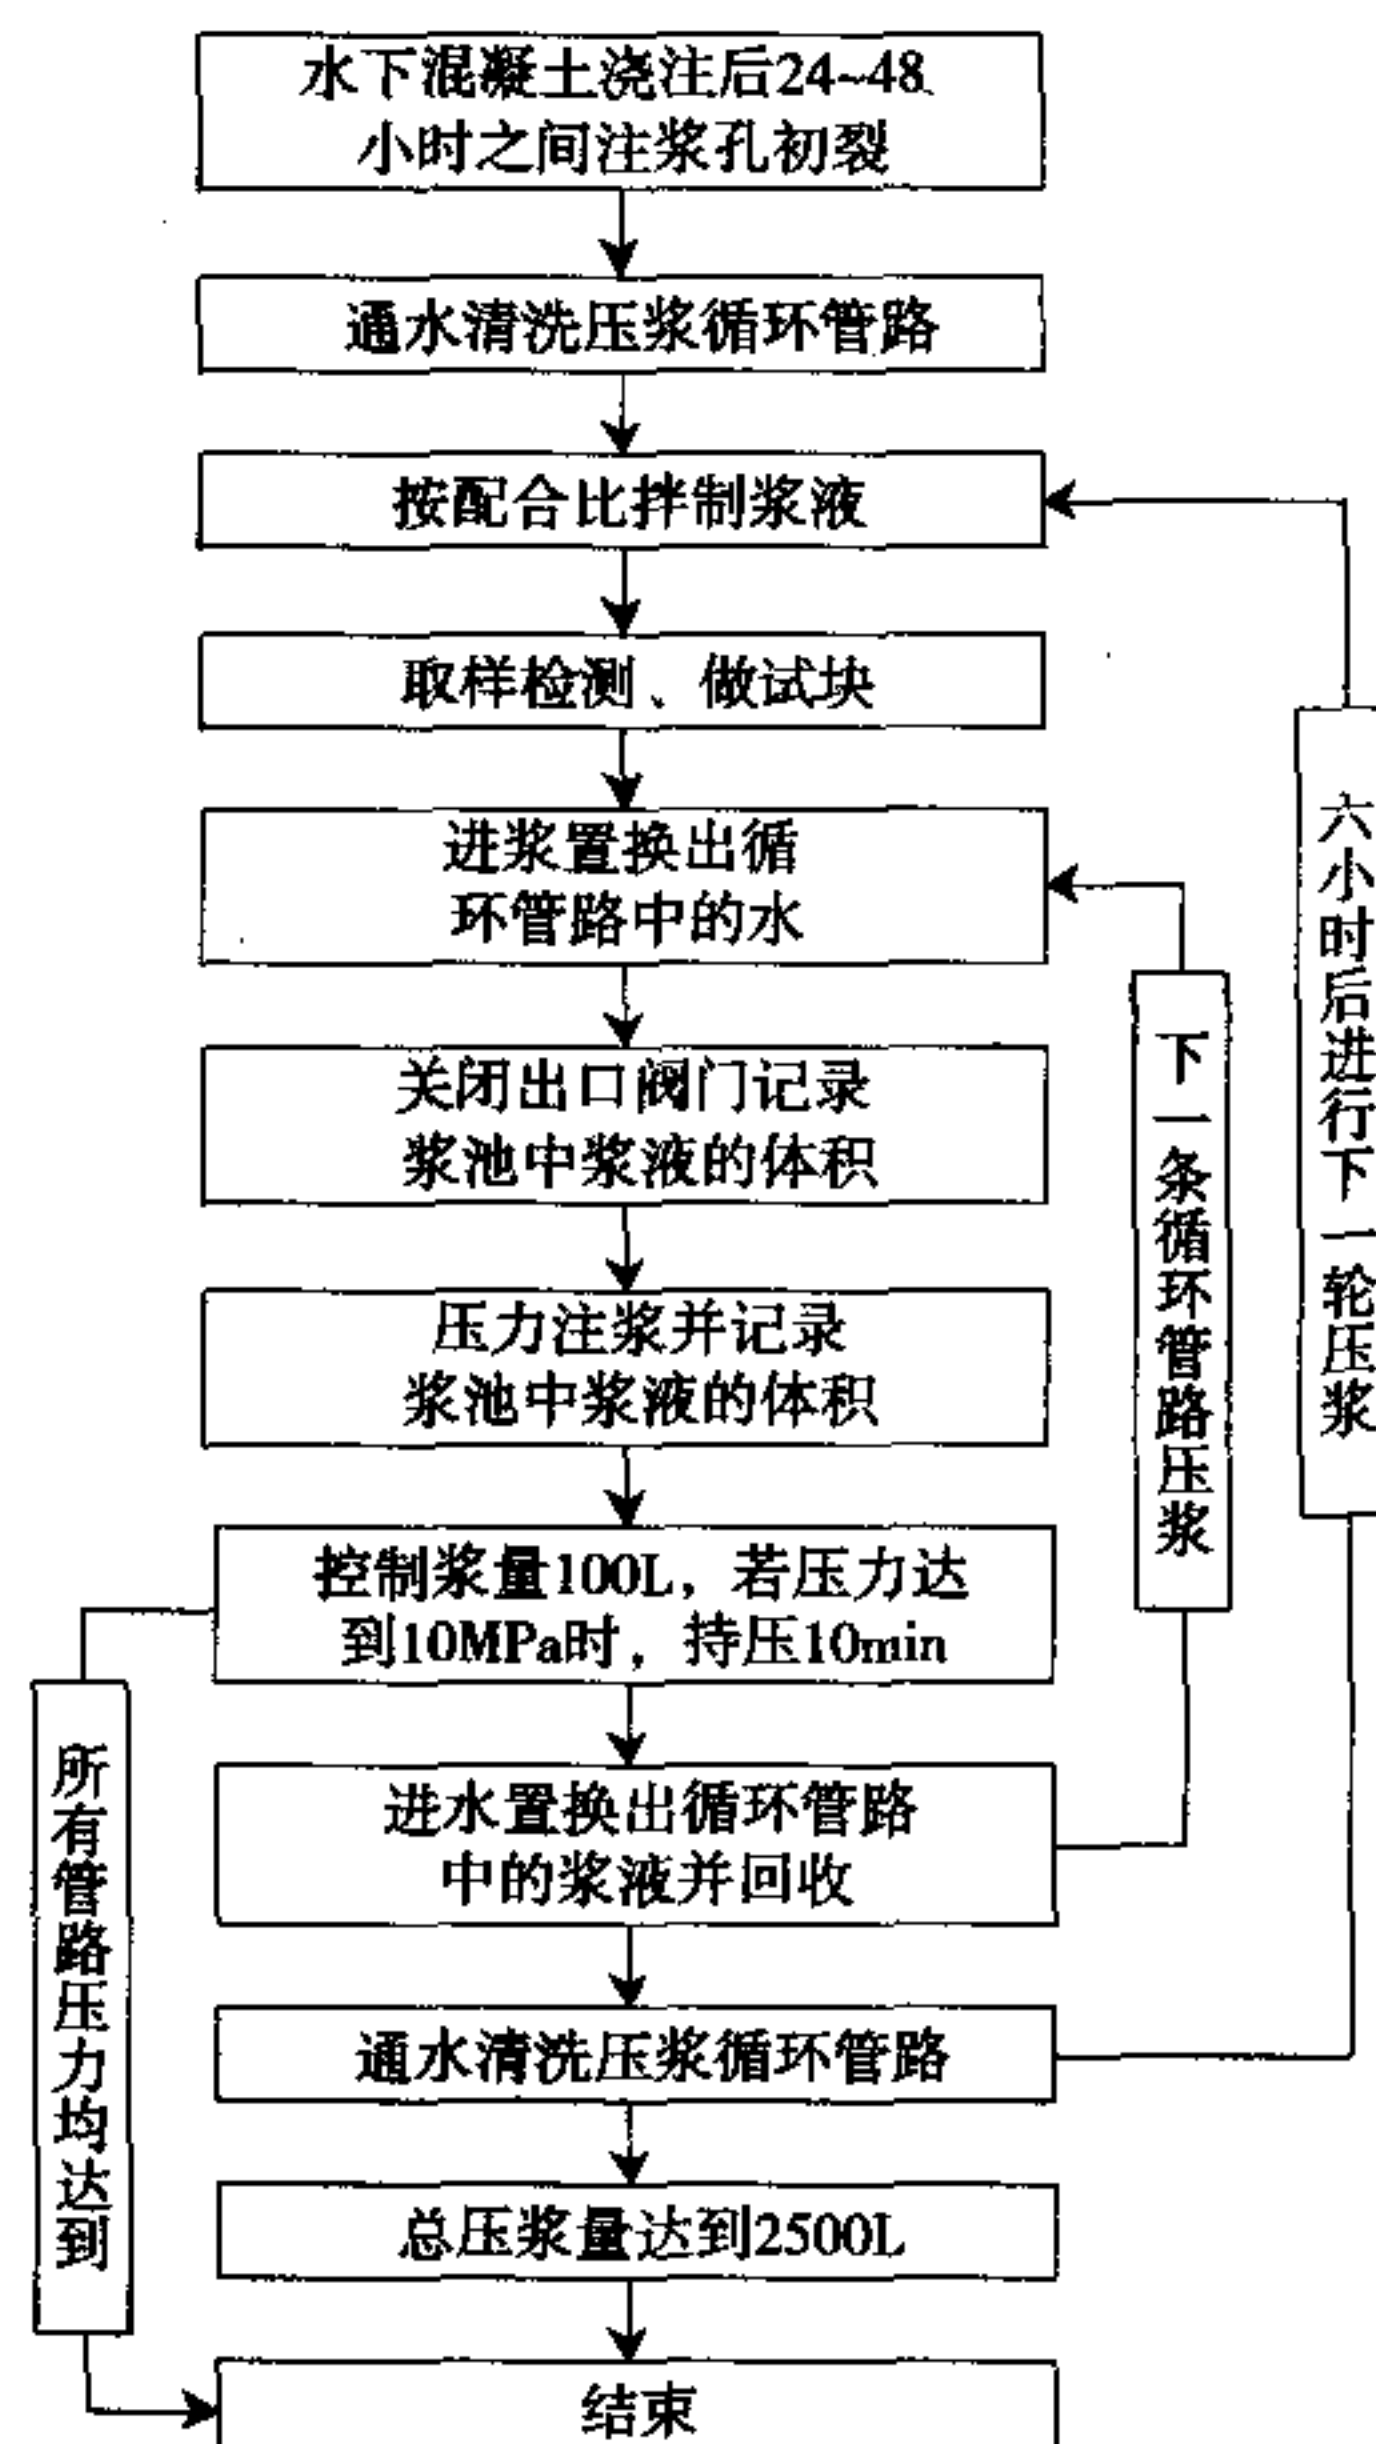 水下混凝土浇注后24~48
小时之间注浆孔初裂
通水清洗压浆循环管路
按配合比拌制浆液
取样检测、做试块
进浆置换出循
环管路中的水
关闭出口阀门记录
浆池中浆液的体积
压力注浆并记录
浆池中浆液的体积
控制浆量100L，若压力达
到10MPa时，持压10min
进水置换出循环管路
中的浆液并回收
通水清洗压浆循环管路
总压浆量达到2500L
结束
下一条循环管路压浆
六小时后进行下一轮压浆
所有管路压力均达到